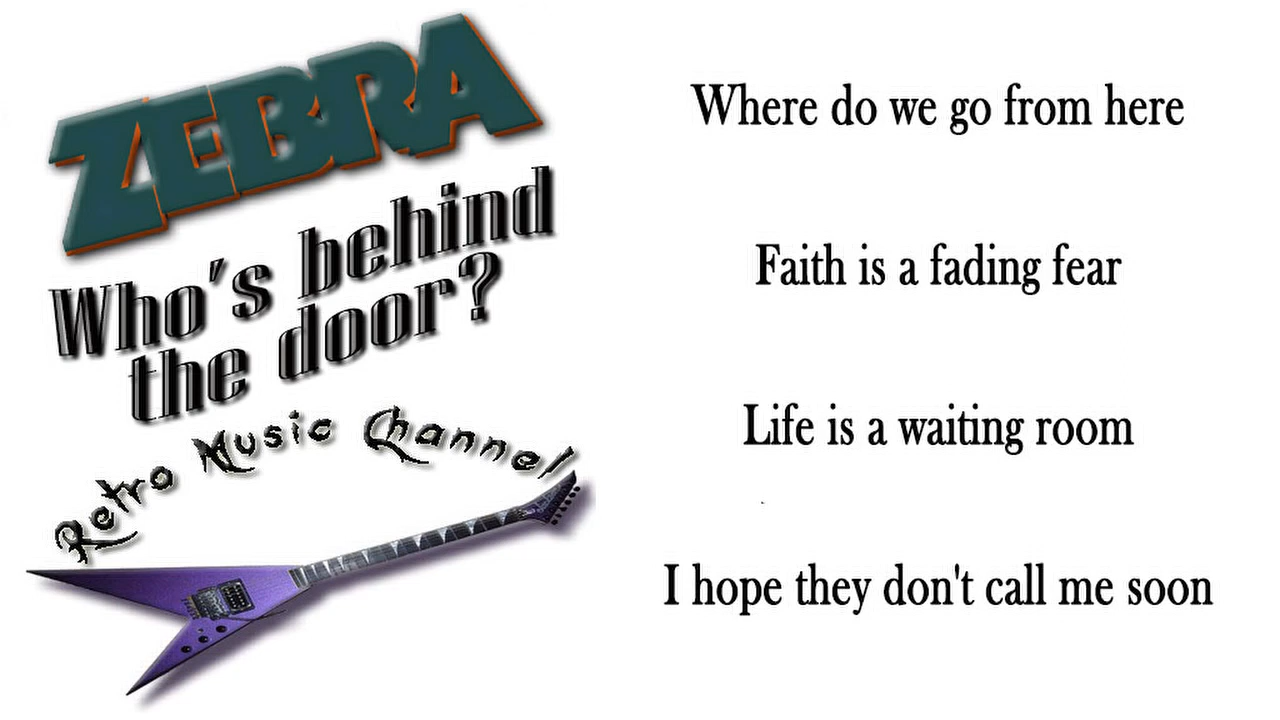 ZEBRA
Who's behind
the door?
Retro Music Channel
Where do we go from here
Faith is a fading fear
Life is a waiting room
I hope they don't call me soon